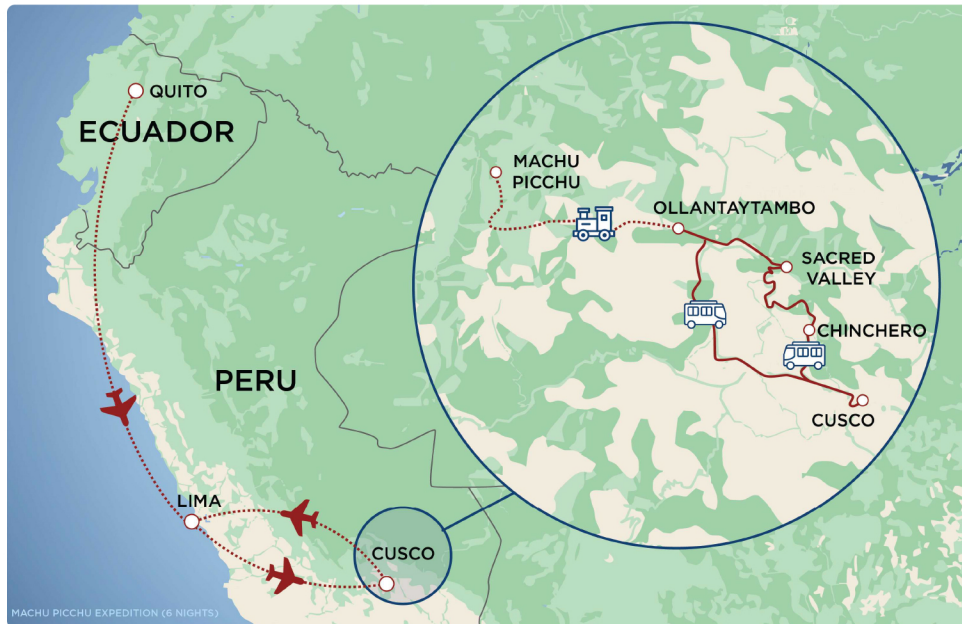 QUITO
ECUADOR
MACHU
PICCHU
OLLANTAYTAMBO
SACRED
VALLEY
CHINCHERO
PERU
CUSCO
LIMA
CUSCO
MACHU PICCHU EXPEDITION (6 NIGHTS)